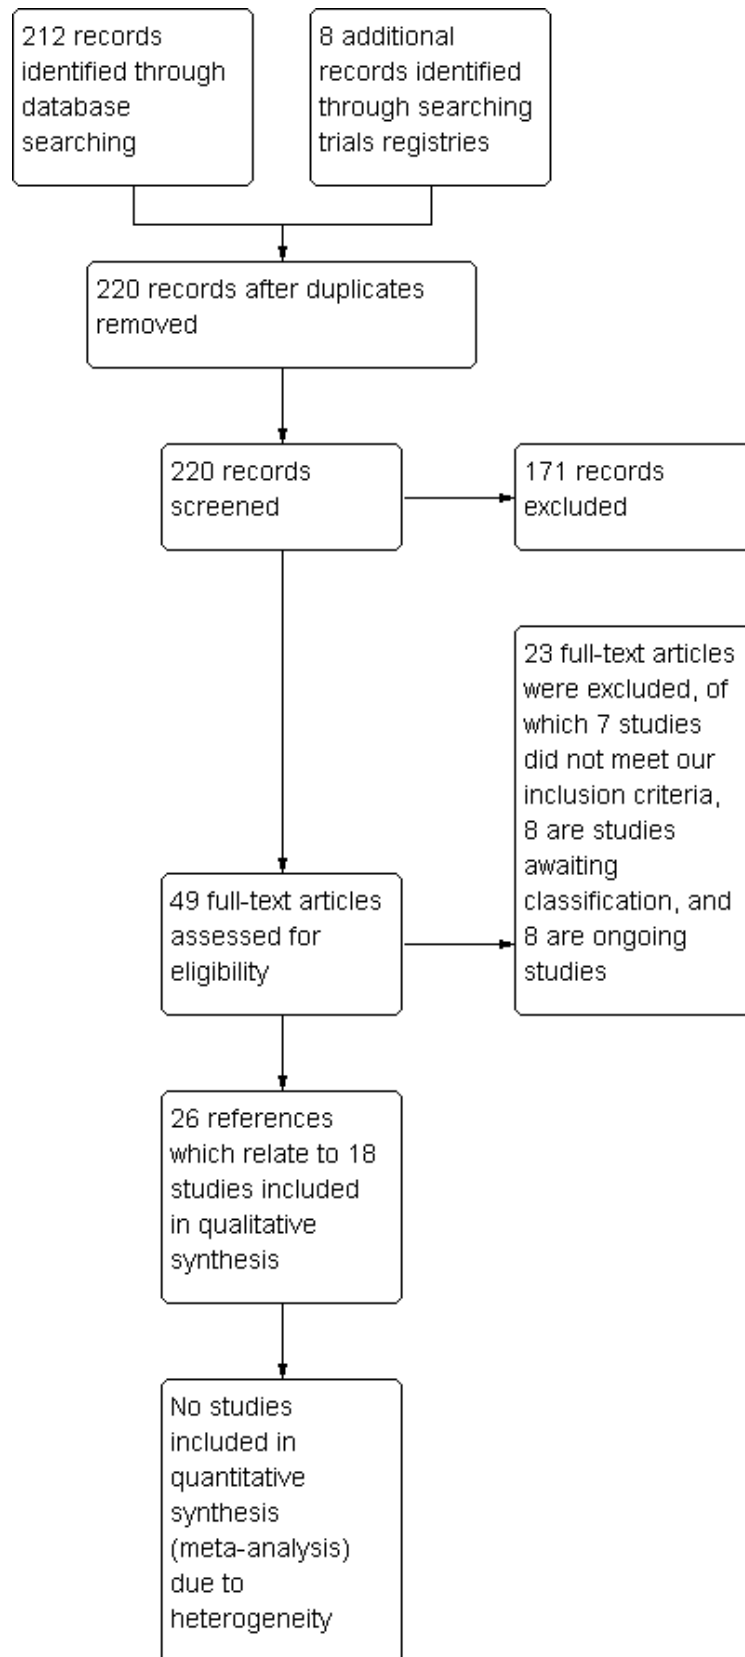 212 records
identified through
database
searching
8 additional
records identified
through searching
trials registries
220 records after duplicates
removed
220 records
screened
171 records
excluded
23 full-text articles
were excluded, of
which 7 studies
did not meet our
inclusion criteria,
8 are studies
awaiting
classification, and
8 are ongoing
studies
49 full-text articles
assessed for
eligibility
26 references
which relate to 18
studies included
in qualitative
synthesis
No studies
included in
quantitative
synthesis
(meta-analysis)
due to
heterogeneity